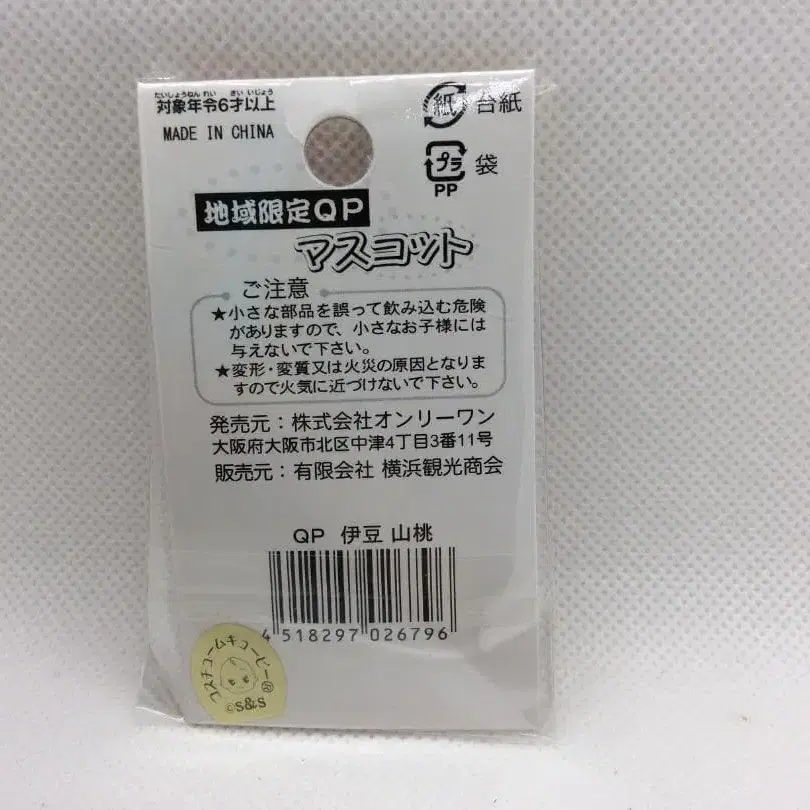 たいしょうねんれい さいいじょう
対象年令6才以上
MADE IN CHINA
紙 台紙
プラ 袋
PP
地域限定QP
マスコット
ご注意
★小さな部品を誤って飲み込む危険
がありますので、小さなお子様には
与えないで下さい。
★変形・変質又は火災の原因となりま
すので火気に近づけないで下さい。
発売元：株式会社オンリーワン
大阪府大阪市北区中津4丁目3番11号
販売元：有限会社 横浜観光商会
QP 伊豆 山桃
4 518297 026796
コスチュームキューピー®
©S&S